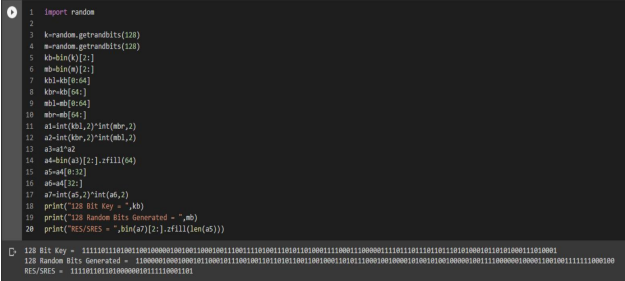 1 import random
2
3 k=random.getrandbits(128)
4 m=random.getrandbits(128)
5 kb=bin(k)[2:]
6 mb=bin(m)[2:]
7 kbl=kb[0:64]
8 kbr=kb[64:]
9 mbl=mb[0:64]
10 mbr=mb[64:]
11 a1=int(kbl,2)^int(mbr,2)
12 a2=int(kbr,2)^int(mbl,2)
13 a3=a1^a2
14 a4=bin(a3)[2:].zfill(64)
15 a5=a4[0:32]
16 a6=a4[32:]
17 a7=int(a5,2)^int(a6,2)
18 print("128 Bit Key = ",kb)
19 print("128 Random Bits Generated = ",mb)
20 print("RES/SRES = ",bin(a7)[2:].zfill(len(a5)))
128 Bit Key =
128 Random Bits Generated =
RES/SRES =